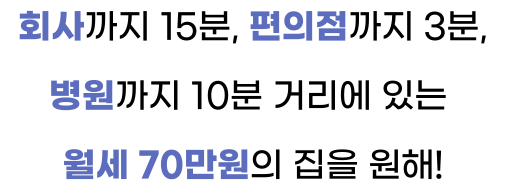 회사까지 15분, 편의점까지 3분,
병원까지 10분 거리에 있는
월세 70만원의 집을 원해!